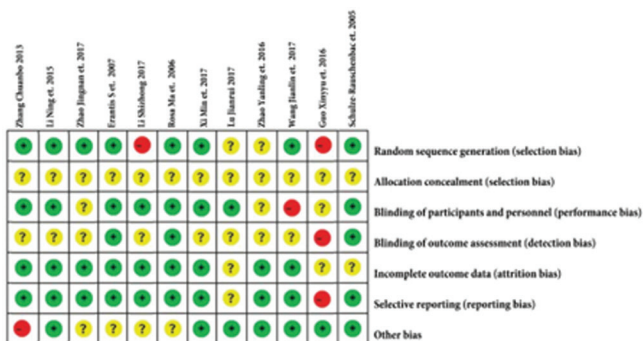 Zhang Chuanbo 2013
Li Ning et. 2015
Zhao Jingnan et. 2017
Erantis S et. 2007
Li Shizhong 2017
Rosa Ma et. 2006
Xi Min et. 2017
Lu Jianrui 2017
Zhao Yanling et. 2016
Wang Jianlin et. 2017
Guo Xinyyu et. 2016
Schulze-Rauschenbac et. 2005
+ + + + - + + ? ? + - + Random sequence generation (selection bias)
? ? ? ? ? ? ? ? ? ? ? ? Allocation concealment (selection bias)
+ + ? + + + + + ? - ? + Blinding of participants and personnel (performance bias)
? ? ? + ? + ? ? ? ? - + Blinding of outcome assessment (detection bias)
+ + + + + + + ? + + ? ? Incomplete outcome data (attrition bias)
+ + + + + + + ? + + - + Selective reporting (reporting bias)
- + ? ? ? ? + + + + + + Other bias